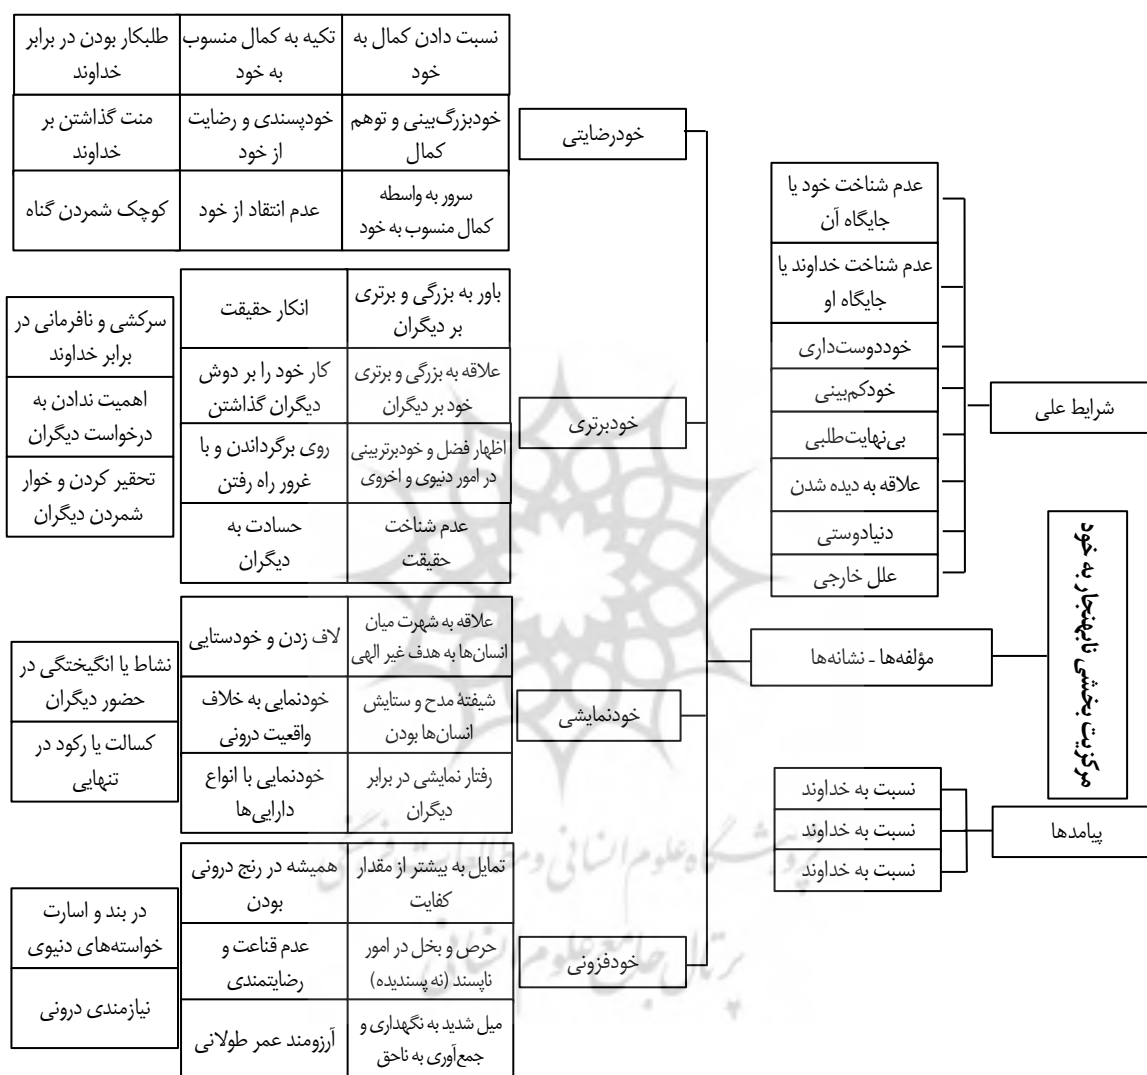 مرکزیت بخشی نابهنجار به خود
شرایط علی
عدم شناخت خود یا
جایگاه آن
عدم شناخت خداوند یا
جایگاه او
خوددوست‌داری
خودکم‌بینی
بی‌نهایت‌طلبی
علاقه به دیده شدن
دنیادوستی
علل خارجی
مؤلفه‌ها - نشانه‌ها
خودرضایتی
نسبت دادن کمال به
خود
تکیه به کمال منسوب
به خود
طلبکار بودن در برابر
خداوند
خودبزرگ‌بینی و توهم
کمال
خودپسندی و رضایت
از خود
منت گذاشتن بر
خداوند
سرور به واسطه
کمال منسوب به خود
عدم انتقاد از خود
کوچک شمردن گناه
خودبرتری
باور به بزرگی و برتری
بر دیگران
انکار حقیقت
علاقه به بزرگی و برتری
خود بر دیگران
کار خود را بر دوش
دیگران گذاشتن
اظهار فضل و خودبرتربینی
در امور دنیوی و اخروی
روی برگرداندن و با
غرور راه رفتن
عدم شناخت
حقیقت
حسادت به
دیگران
سرکشی و نافرمانی در
برابر خداوند
اهمیت ندادن به
درخواست دیگران
تحقیر کردن و خوار
شمردن دیگران
خودنمایشی
علاقه به شهرت میان
انسان‌ها به هدف غیر الهی
لاف زدن و خودستایی
شیفتۀ مدح و ستایش
انسان‌ها بودن
خودنمایی به خلاف
واقعیت درونی
رفتار نمایشی در برابر
دیگران
خودنمایی با انواع
دارایی‌ها
نشاط یا انگیختگی در
حضور دیگران
کسالت یا رکود در
تنهایی
خودفزونی
تمایل به بیشتر از مقدار
کفایت
همیشه در رنج درونی
بودن
حرص و بخل در امور
ناپسند (نه پسندیده)
عدم قناعت و
رضایتمندی
میل شدید به نگهداری و
جمع‌آوری به ناحق
آرزومند عمر طولانی
در بند و اسارت
خواسته‌های دنیوی
نیازمندی درونی
پیامدها
نسبت به خداوند
نسبت به خداوند
نسبت به خداوند
پژوهشگاه علوم انسانی و مطالعات فرهنگی
پرتال جامع علوم انسانی